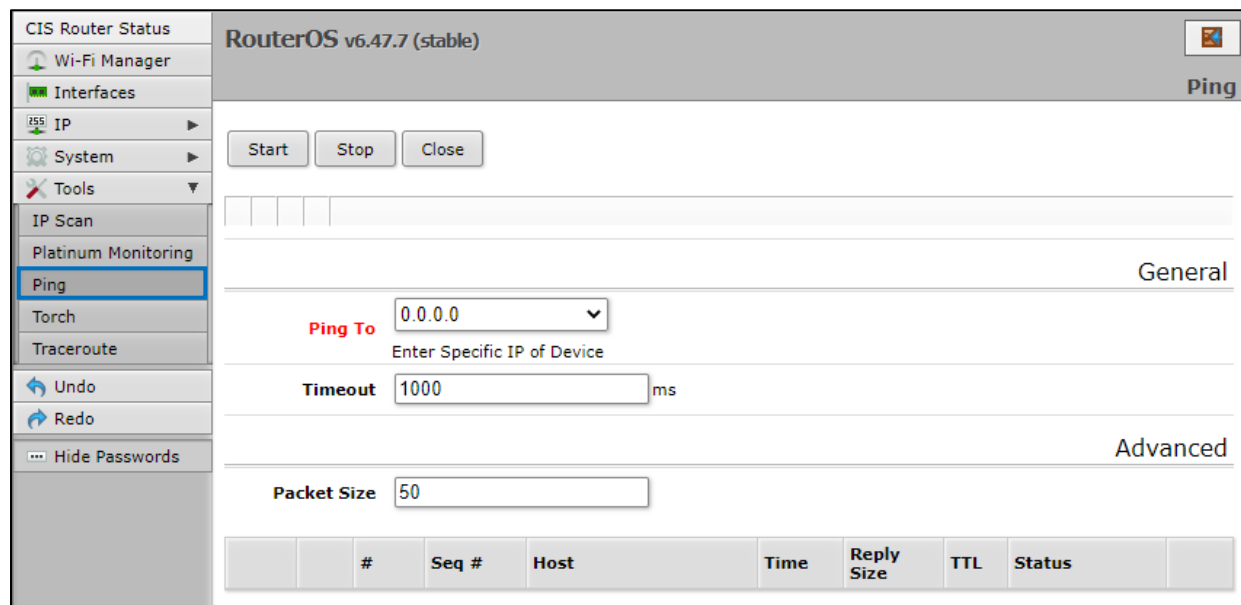 CIS Router Status
Wi-Fi Manager
Interfaces
255 IP
System
Tools
IP Scan
Platinum Monitoring
Ping
Torch
Traceroute
Undo
Redo
Hide Passwords
RouterOS v6.47.7 (stable)
Ping
Start Stop Close
General
Ping To 0.0.0.0
Enter Specific IP of Device
Timeout 1000 ms
Advanced
Packet Size 50
# Seq # Host Time Reply Size TTL Status